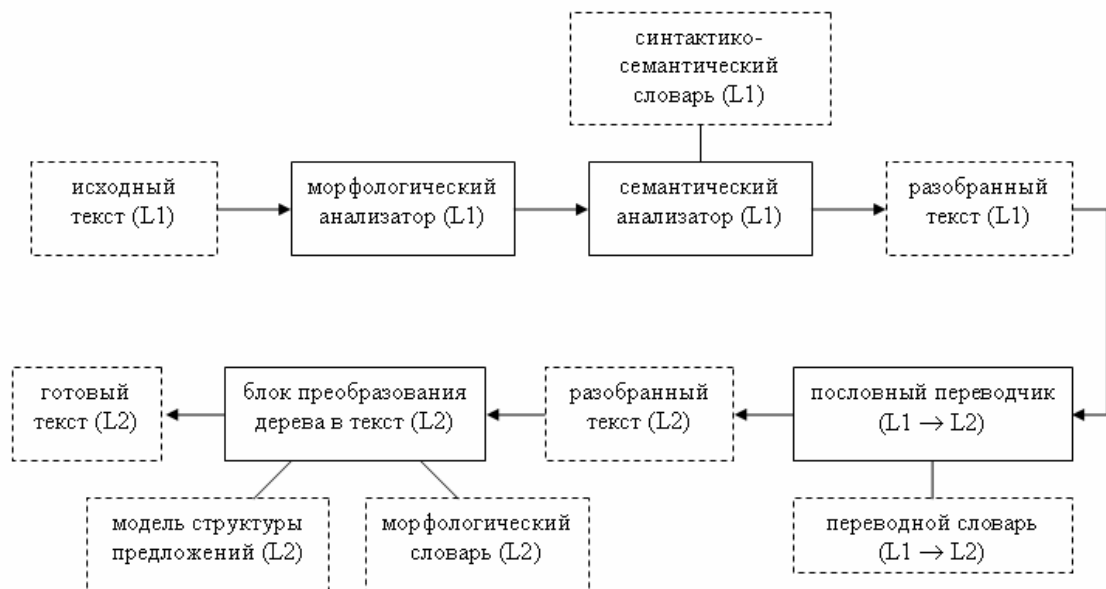 синтактико-
семантический
словарь (L1)
исходный
текст (L1)
морфологический
анализатор (L1)
семантический
анализатор (L1)
разобранный
текст (L1)
готовый
текст (L2)
блок преобразования
дерева в текст (L2)
разобранный
текст (L2)
пословный переводчик
(L1 → L2)
модель структуры
предложений (L2)
морфологический
словарь (L2)
переводной словарь
(L1 → L2)